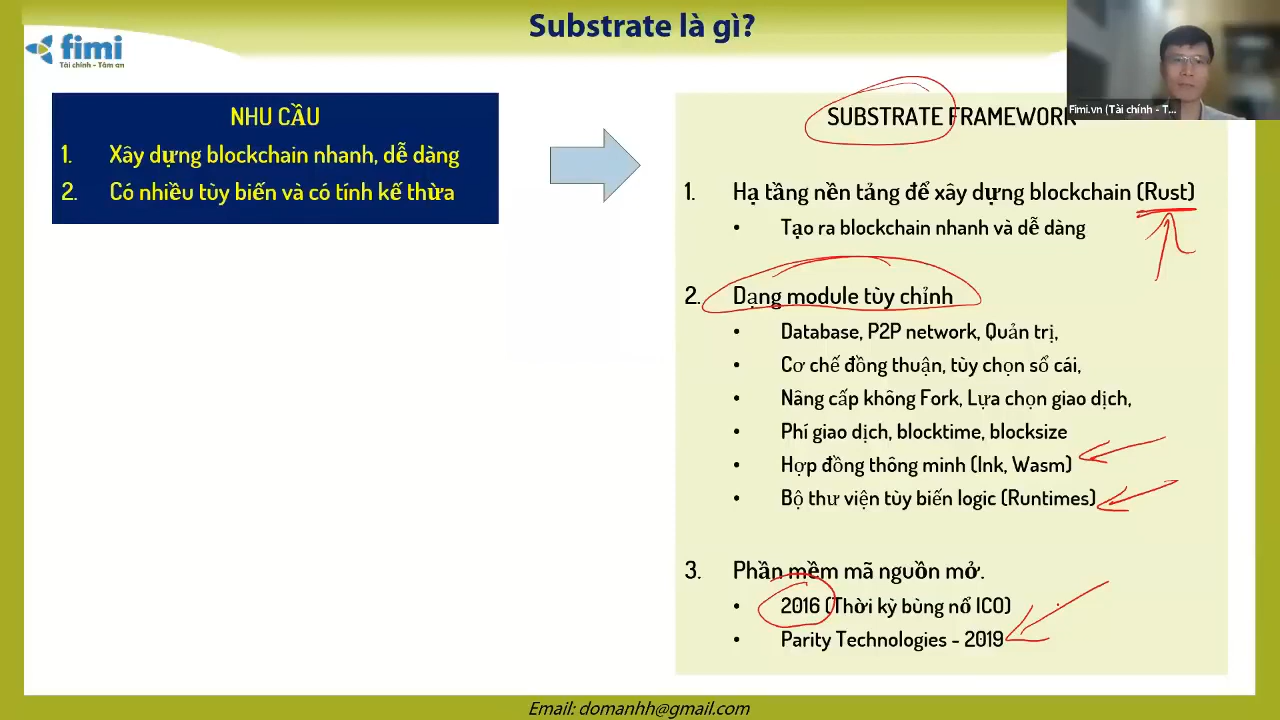 Substrate là gì?
fimi
Tài chính - Tâm an
Fimi.vn (Tài chính - T...
NHU CẦU
1. Xây dựng blockchain nhanh, dễ dàng
2. Có nhiều tùy biến và có tính kế thừa
SUBSTRATE FRAMEWORK
1. Hạ tầng nền tảng để xây dựng blockchain (Rust)
• Tạo ra blockchain nhanh và dễ dàng
2. Dạng module tùy chỉnh
• Database, P2P network, Quản trị,
• Cơ chế đồng thuận, tùy chọn sổ cái,
• Nâng cấp không Fork, Lựa chọn giao dịch,
• Phí giao dịch, blocktime, blocksize
• Hợp đồng thông minh (Ink, Wasm)
• Bộ thư viện tùy biến logic (Runtimes)
3. Phần mềm mã nguồn mở.
• 2016 (Thời kỳ bùng nổ ICO)
• Parity Technologies - 2019
Email: domanhh@gmail.com